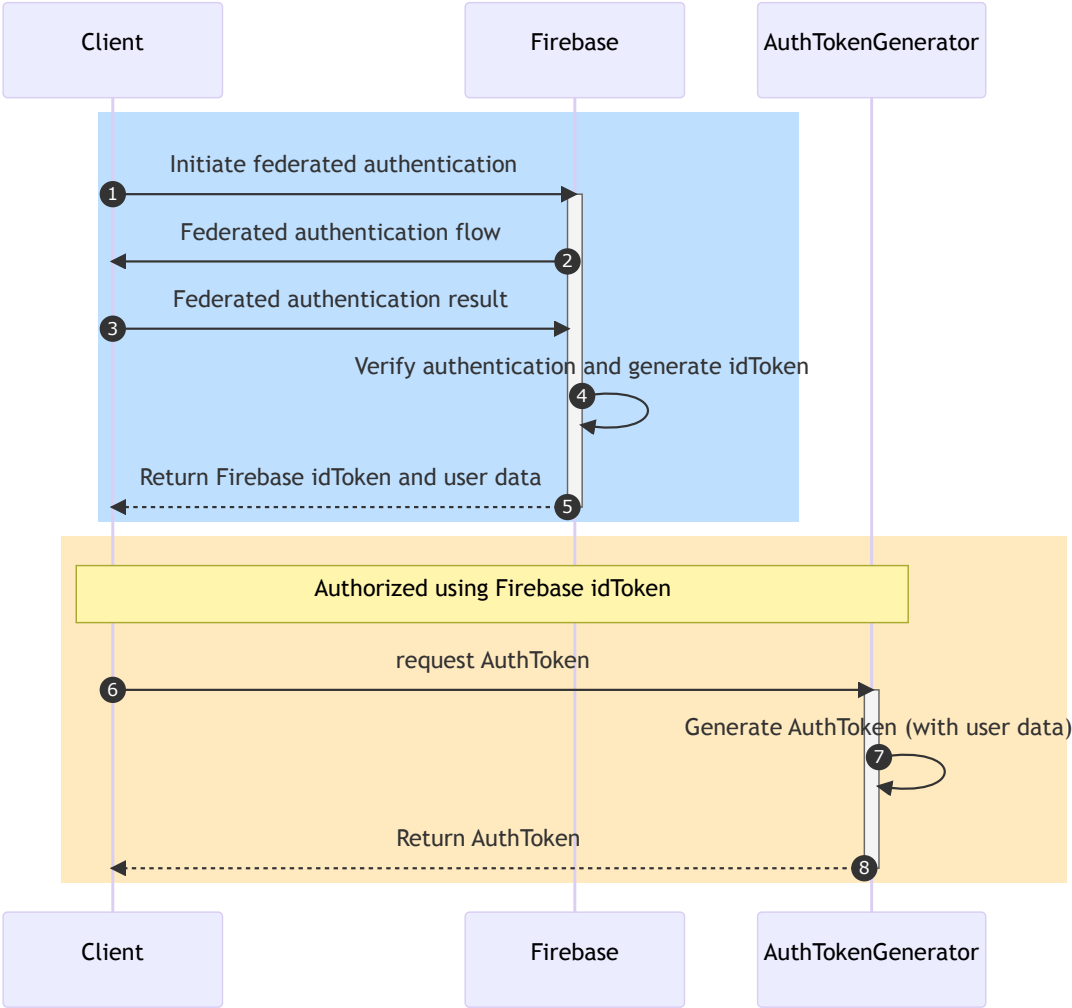 Client
Firebase
AuthTokenGenerator
Initiate federated authentication
1
Federated authentication flow
2
Federated authentication result
3
Verify authentication and generate idToken
4
Return Firebase idToken and user data
5
Authorized using Firebase idToken
request AuthToken
6
Generate AuthToken (with user data)
7
Return AuthToken
8
Client
Firebase
AuthTokenGenerator